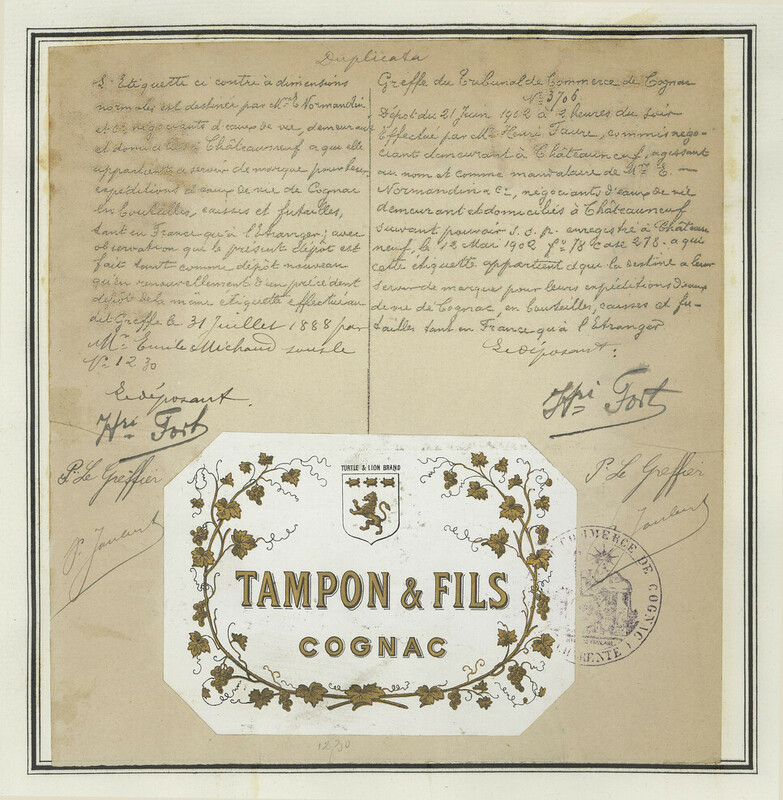 Duplicata
L'Etiquette ci contre à dimensions
normales est destinée par Mrs E. Normandin
et Cie négociants d'eaux de vie, demeurant
et domiciliés à Châteauneuf a que elle
appartient a servir de marque pour leurs
expéditions d'eaux de vie de Cognac
en bouteilles, caisses et futailles,
tant en France qu'à l'Etranger; avec
observation que le présent dépôt est
fait tant comme dépôt nouveau
qu'en renouvellement d'un précédent
dépôt de la même etiquette effectué au
dit Greffe le 31 Juillet 1888 par
Mr Emile Michaud sous le
No 1230
Le déposant.
Hri Fort
Pr Le Greffier
P. Joubert
Greffe du Tribunal de Commerce de Cognac
No 3706
Dépôt du 21 Juin 1902 à 2 heures du soir
Effectué par Mr Henri Faure, commis négo-
ciant demeurant à Châteauneuf, agissant
au nom et comme mandataire de Mrs E.
Normandin & Cie, négociants d'eaux de vie
demeurant et domiciliés à Châteauneuf
suivant pouvoir s.s.p. enregistré à Château
neuf, le 12 Mai 1902 fo 78 case 278 - a qui
cette étiquette appartient et qui la destine a leur
servir de marque pour leurs expéditions d'eaux
de vie de Cognac, en bouteilles, caisses et fu-
tailles tant en France qu'à l'Etranger
Le déposant:
Hri Fort
Pr Le Greffier
Joubert
TURTLE & LION BRAND
TAMPON & FILS
COGNAC
COMMERCE DE COGNAC
CHARENTE
1230